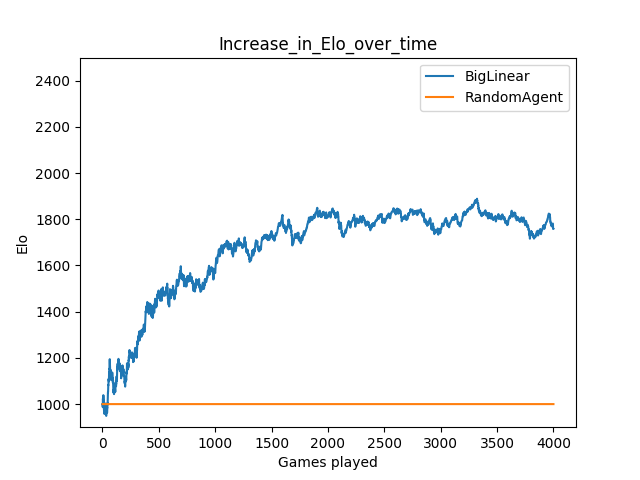 Increase_in_Elo_over_time
BigLinear
RandomAgent
Elo
2400
2200
2000
1800
1600
1400
1200
1000
0 500 1000 1500 2000 2500 3000 3500 4000
Games played